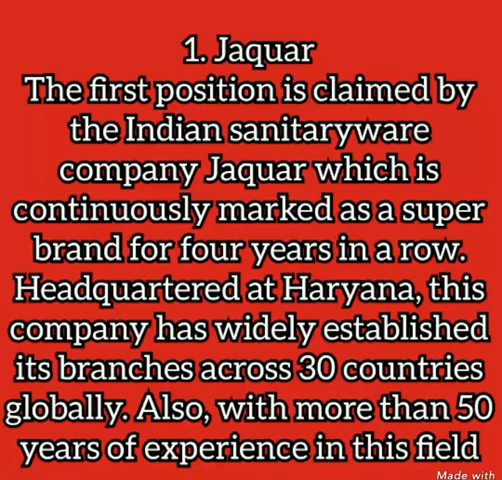 1. Jaquar
The first position is claimed by
the Indian sanitaryware
company Jaquar which is
continuously marked as a super
brand for four years in a row.
Headquartered at Haryana, this
company has widely established
its branches across 30 countries
globally. Also, with more than 50
years of experience in this field
Made with